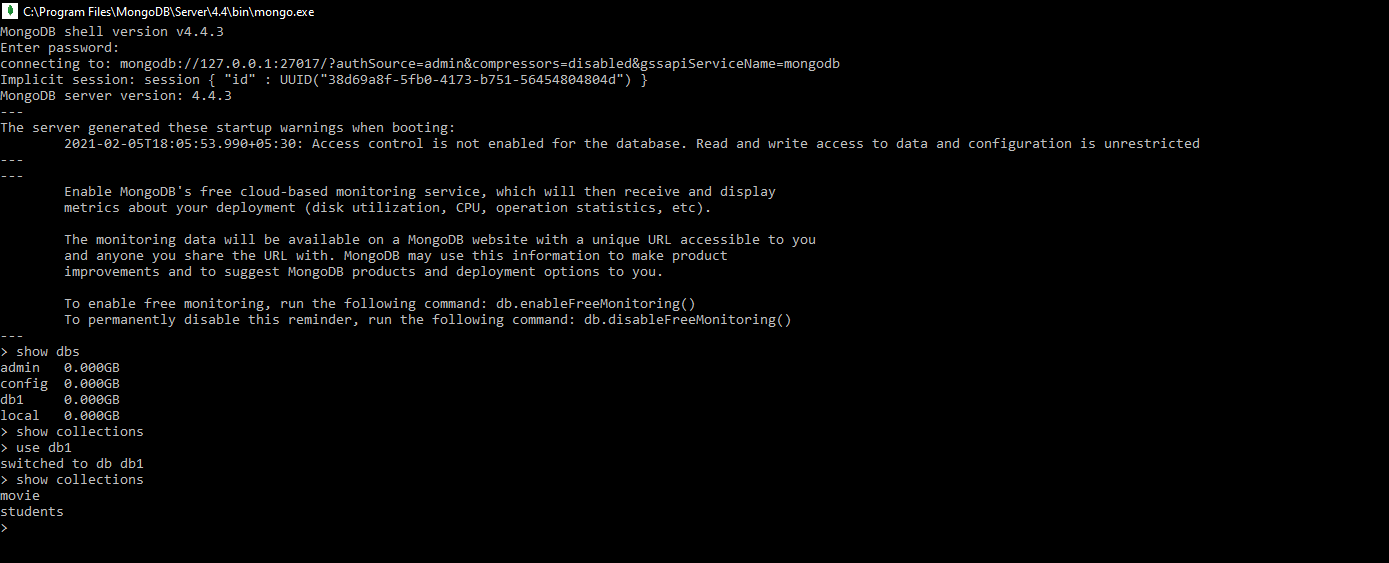 C:\Program Files\MongoDB\Server\4.4\bin\mongo.exe
MongoDB shell version v4.4.3
Enter password:
connecting to: mongodb://127.0.0.1:27017/?authSource=admin&compressors=disabled&gssapiServiceName=mongodb
Implicit session: session { "id" : UUID("38d69a8f-5fb0-4173-b751-56454804804d") }
MongoDB server version: 4.4.3
---
The server generated these startup warnings when booting:
        2021-02-05T18:05:53.990+05:30: Access control is not enabled for the database. Read and write access to data and configuration is unrestricted
---
---
        Enable MongoDB's free cloud-based monitoring service, which will then receive and display
        metrics about your deployment (disk utilization, CPU, operation statistics, etc).

        The monitoring data will be available on a MongoDB website with a unique URL accessible to you
        and anyone you share the URL with. MongoDB may use this information to make product
        improvements and to suggest MongoDB products and deployment options to you.

        To enable free monitoring, run the following command: db.enableFreeMonitoring()
        To permanently disable this reminder, run the following command: db.disableFreeMonitoring()
---
> show dbs
admin   0.000GB
config  0.000GB
db1     0.000GB
local   0.000GB
> show collections
> use db1
switched to db db1
> show collections
movie
students
>